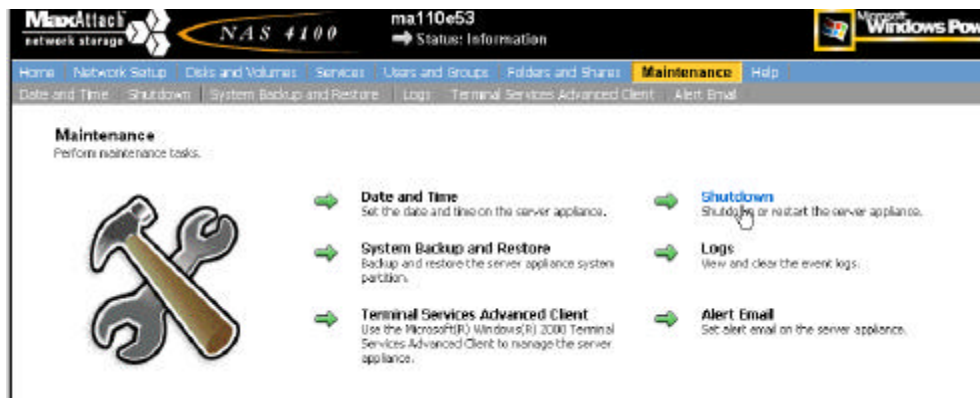 MaxAttach
network storage
NAS 4100
ma110e53
Status: Information
Microsoft
Windows Pow
Home Network Setup Disks and Volumes Services Users and Groups Folders and Shares Maintenance Help
Date and Time Shutdown System Backup and Restore Logs Terminal Services Advanced Client Alert Email
Maintenance
Perform maintenance tasks.
Date and Time
Set the date and time on the server appliance.
System Backup and Restore
Backup and restore the server appliance system
partition.
Terminal Services Advanced Client
Use the Microsoft(R) Windows(R) 2000 Terminal
Services Advanced Client to manage the server
appliance.
Shutdown
Shutdown or restart the server appliance.
Logs
View and clear the event logs.
Alert Email
Set alert email on the server appliance.